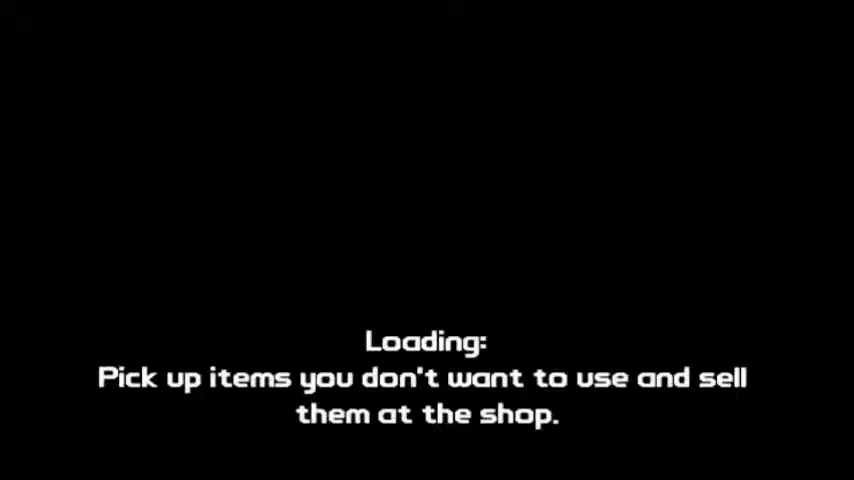 Loading:
Pick up items you don't want to use and sell
them at the shop.